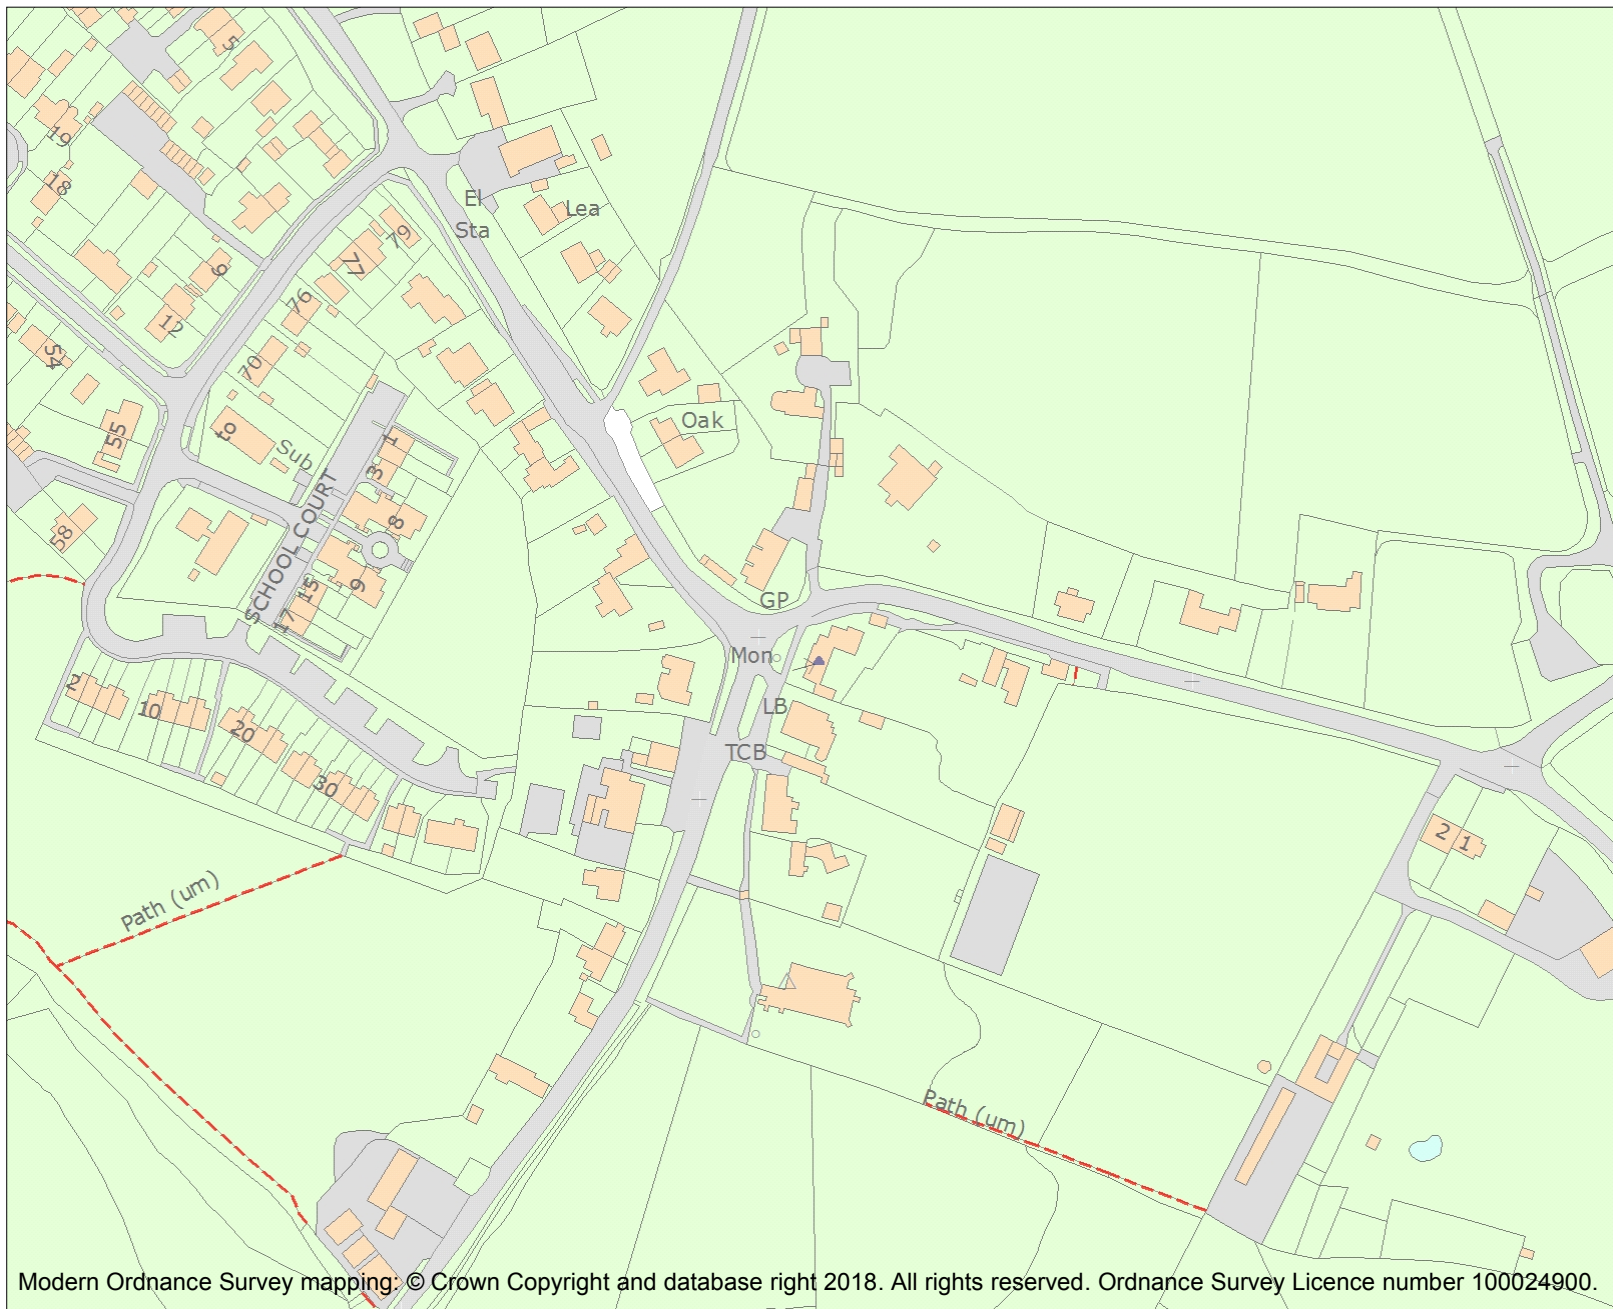 5
19
18
El
Sta
Lea
79
77
9
76
12
54
70
Oak
to
55
Sub
1
3
SCHOOL COURT
8
58
9
15
17
GP
Mon
2
10
LB
20
TCB
30
2
1
Path (um)
Path (um)
Modern Ordnance Survey mapping: © Crown Copyright and database right 2018. All rights reserved. Ordnance Survey Licence number 100024900.